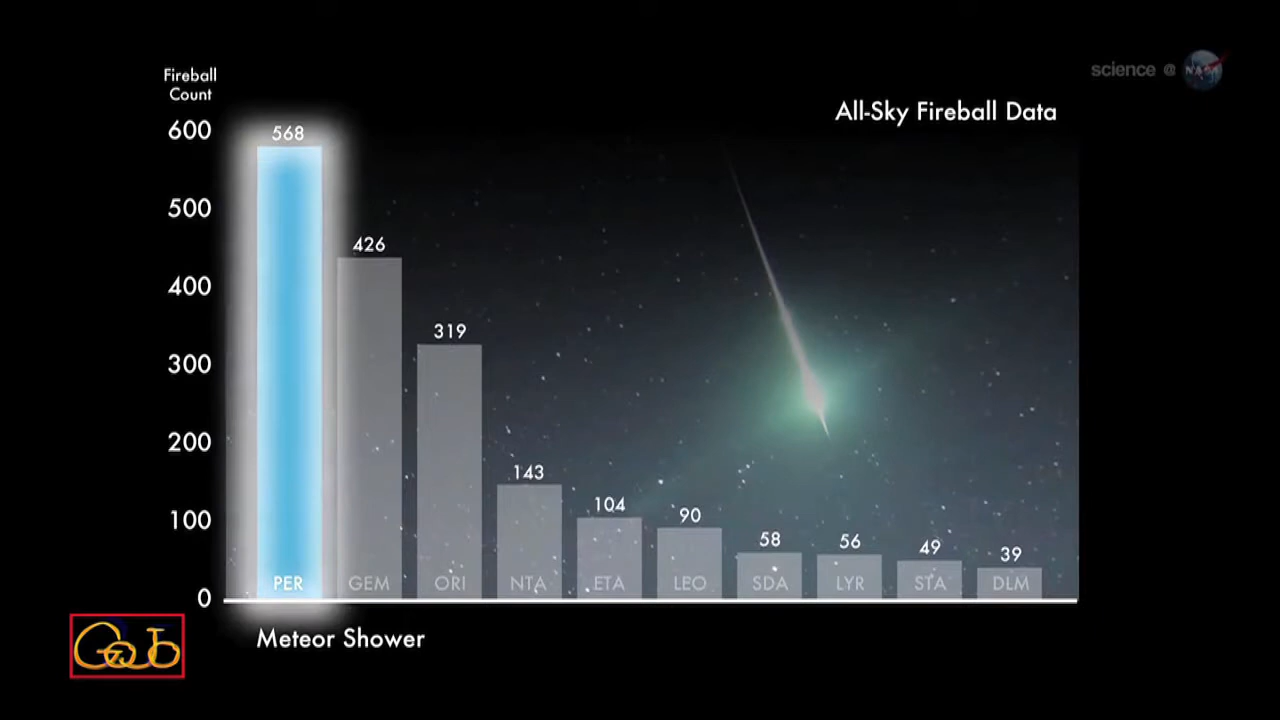 science @ NASA
All-Sky Fireball Data
Fireball
Count
600
500
400
300
200
100
0
568
426
319
143
104
90
58
56
49
39
PER
GEM
ORI
NTA
ETA
LEO
SDA
LYR
STA
DLM
Meteor Shower